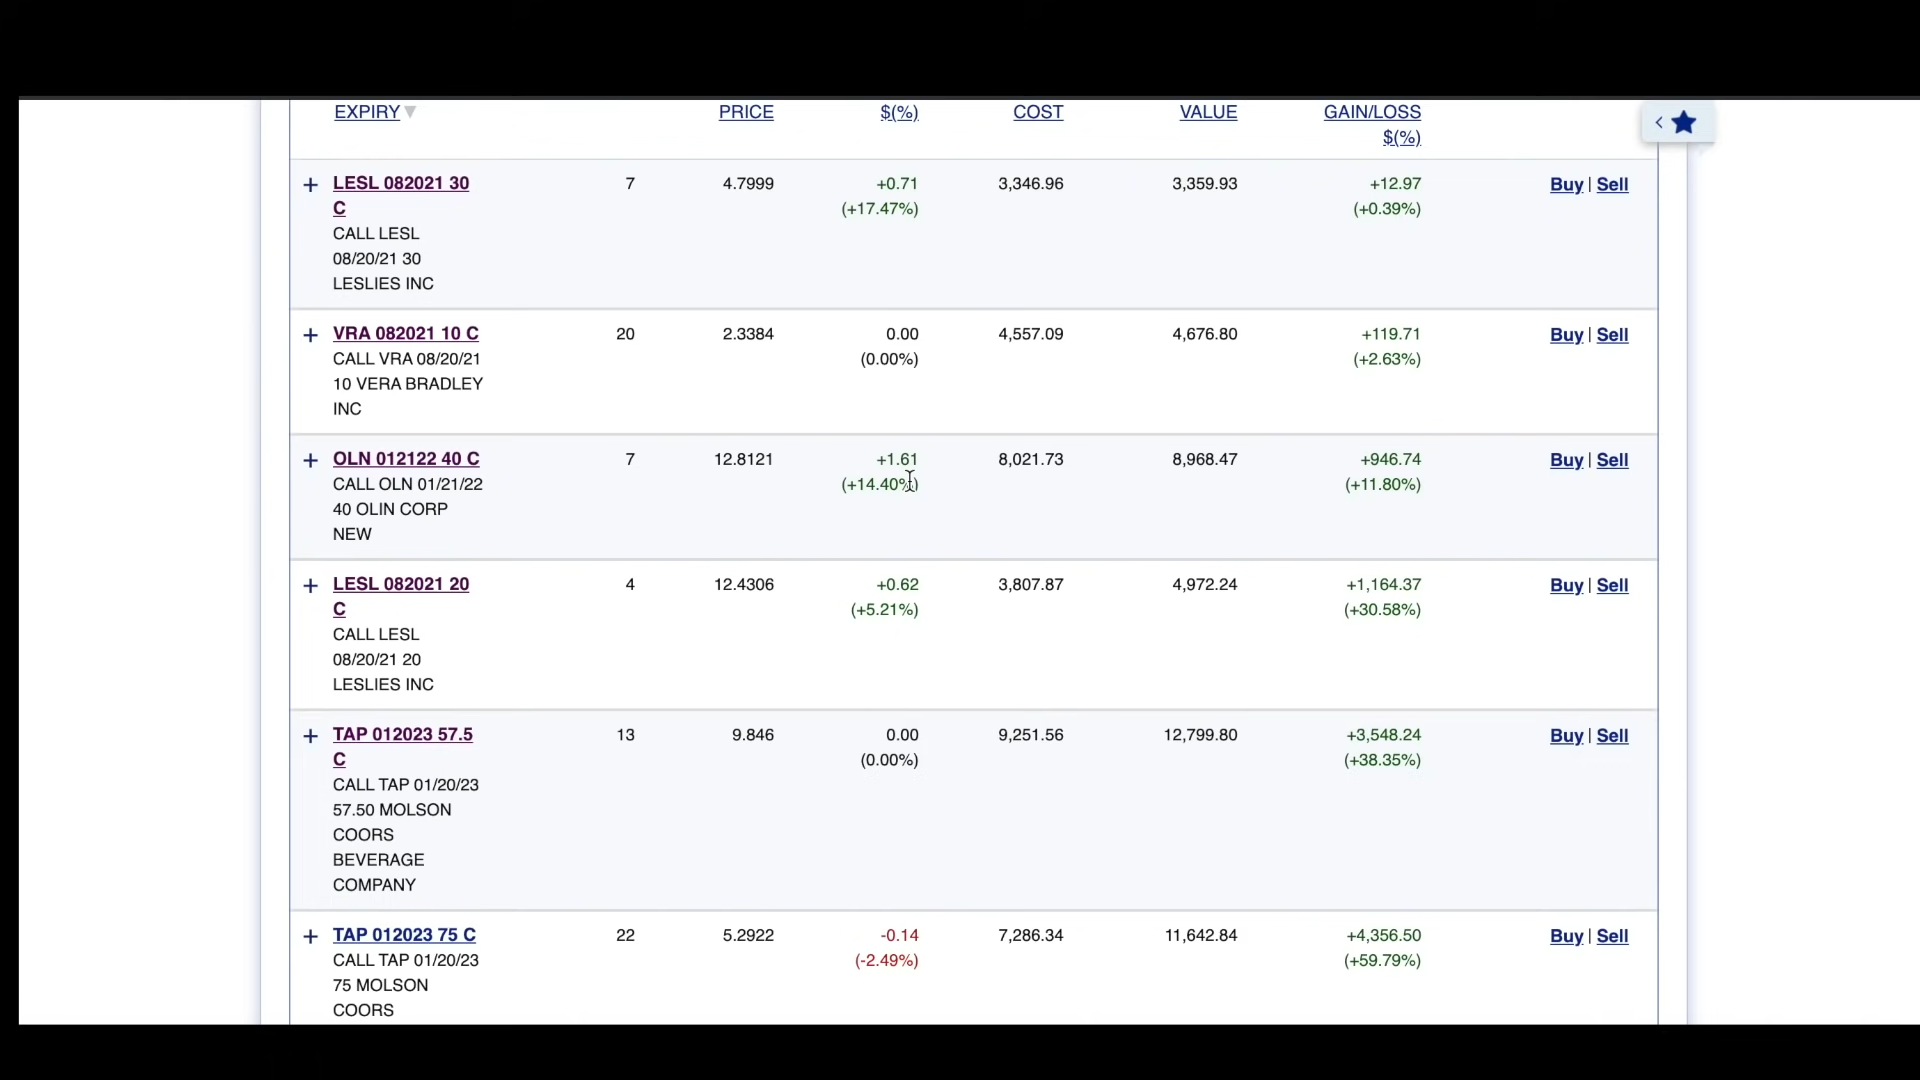 EXPIRY PRICE $(%) COST VALUE GAIN/LOSS
$(%)
LESL 082021 30 7 4.7999 +0.71 3,346.96 3,359.93 +12.97 Buy | Sell
C (+17.47%) (+0.39%)
CALL LESL
08/20/21 30
LESLIES INC
VRA 082021 10 C 20 2.3384 0.00 4,557.09 4,676.80 +119.71 Buy | Sell
CALL VRA 08/20/21 (0.00%) (+2.63%)
10 VERA BRADLEY
INC
OLN 012122 40 C 7 12.8121 +1.61 8,021.73 8,968.47 +946.74 Buy | Sell
CALL OLN 01/21/22 (+14.40%) (+11.80%)
40 OLIN CORP
NEW
LESL 082021 20 4 12.4306 +0.62 3,807.87 4,972.24 +1,164.37 Buy | Sell
C (+5.21%) (+30.58%)
CALL LESL
08/20/21 20
LESLIES INC
TAP 012023 57.5 13 9.846 0.00 9,251.56 12,799.80 +3,548.24 Buy | Sell
C (0.00%) (+38.35%)
CALL TAP 01/20/23
57.50 MOLSON
COORS
BEVERAGE
COMPANY
TAP 012023 75 C 22 5.2922 -0.14 7,286.34 11,642.84 +4,356.50 Buy | Sell
CALL TAP 01/20/23 (-2.49%) (+59.79%)
75 MOLSON
COORS